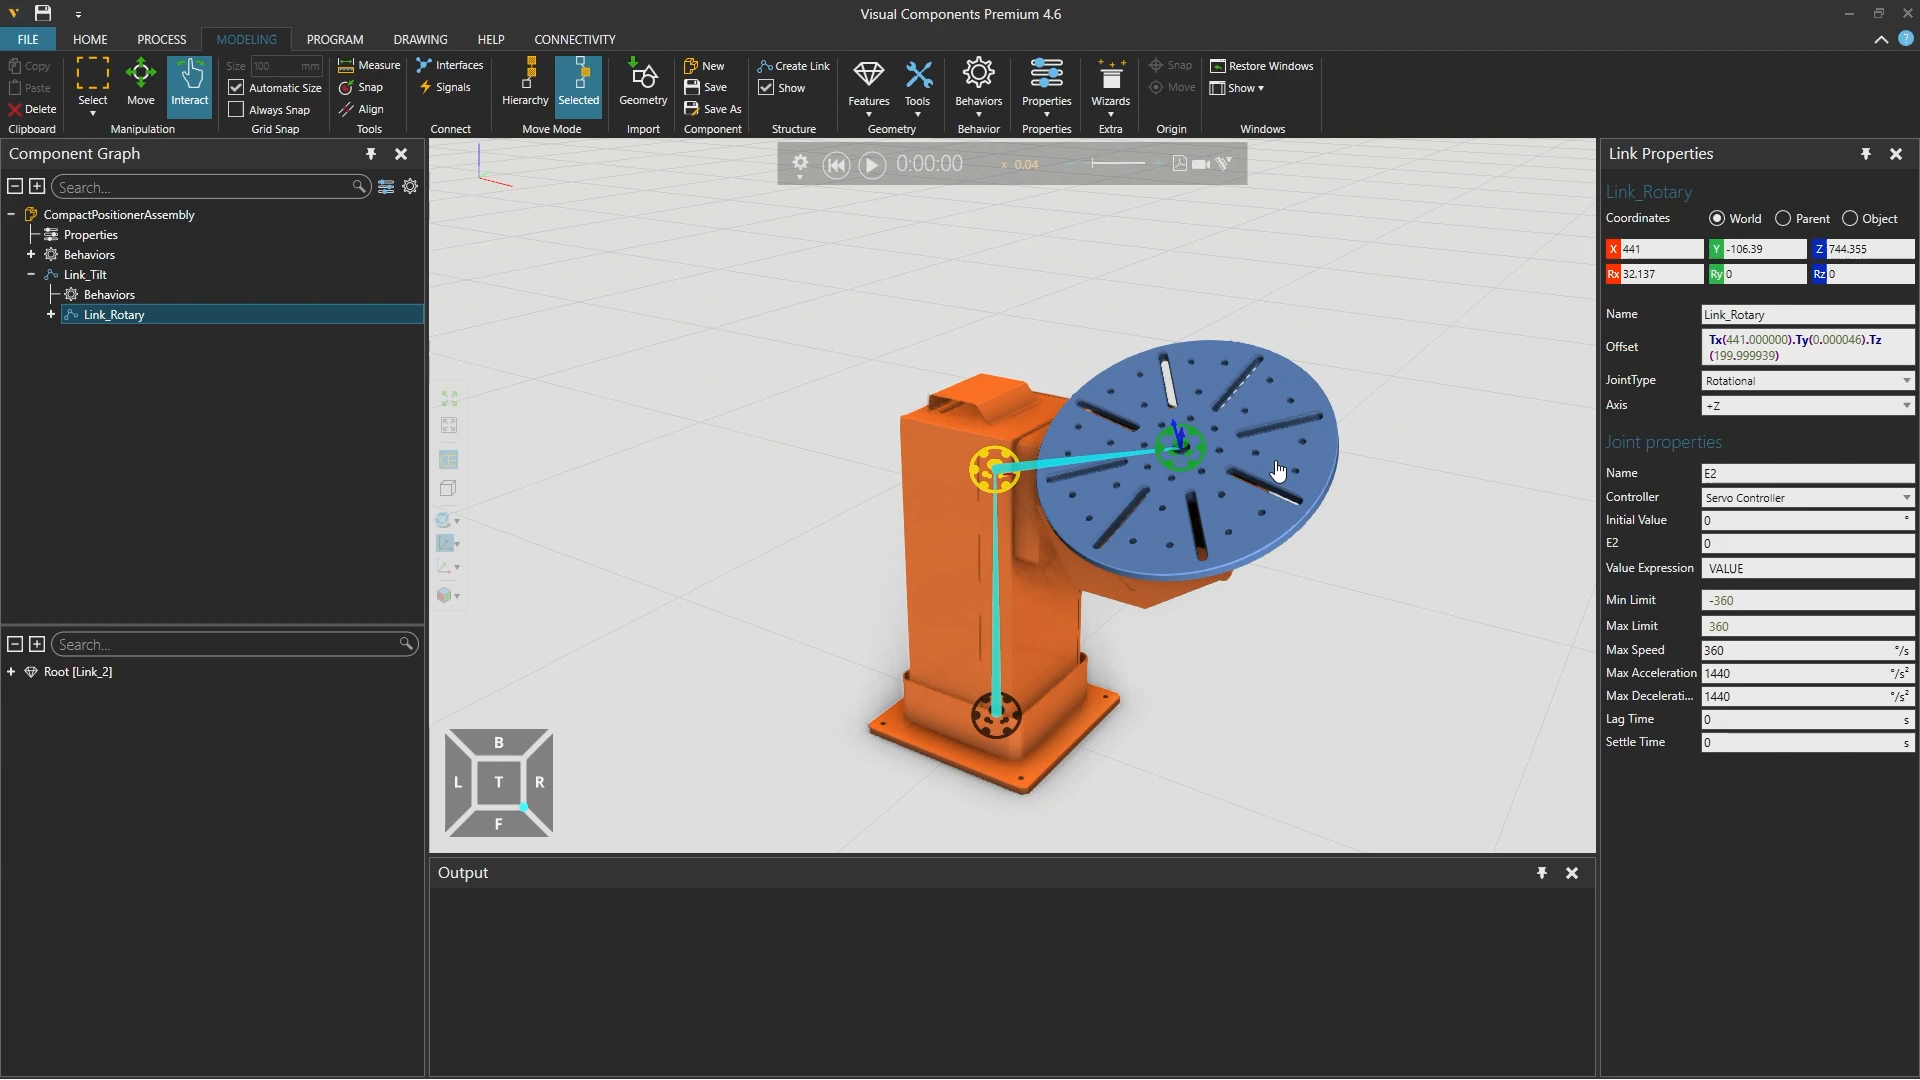 Visual Components Premium 4.6
FILE HOME PROCESS MODELING PROGRAM DRAWING HELP CONNECTIVITY
Copy
Paste
Delete
Clipboard
Select
Move
Interact
Manipulation
Size 100 mm
Automatic Size
Always Snap
Grid Snap
Measure
Snap
Align
Tools
Interfaces
Signals
Connect
Hierarchy
Selected
Move Mode
Geometry
Import
New
Save
Save As
Component
Create Link
Show
Structure
Features
Tools
Geometry
Behaviors
Behavior
Properties
Properties
Wizards
Extra
Snap
Move
Origin
Restore Windows
Show
Windows
Component Graph
Search...
CompactPositionerAssembly
Properties
Behaviors
Link_Tilt
Behaviors
Link_Rotary
Search...
Root [Link_2]
0:00:00
x 0.04
B
L T R
F
Output
Link Properties
Link_Rotary
Coordinates World Parent Object
X 441 Y -106.39 Z 744.355
Rx 32.137 Ry 0 Rz 0
Name Link_Rotary
Offset Tx(441.000000).Ty(0.000046).Tz
(199.999939)
JointType Rotational
Axis +Z
Joint properties
Name E2
Controller Servo Controller
Initial Value 0 °
E2 0
Value Expression VALUE
Min Limit -360
Max Limit 360
Max Speed 360 °/s
Max Acceleration 1440 °/s²
Max Decelerati... 1440 °/s²
Lag Time 0 s
Settle Time 0 s